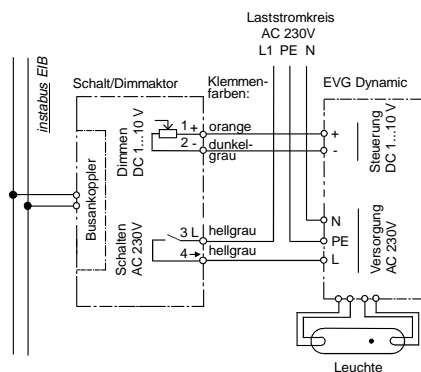 Laststromkreis
AC 230V
L1 PE N
instabus EIB
Schalt/Dimmaktor
Klemmen-
farben:
EVG Dynamic
Busankoppler
Dimmen
DC 1...10 V
1 +
2 -
orange
dunkel-
grau
+
-
Steuerung
DC 1...10 V
Schalten
AC 230V
3 L
4
hellgrau
hellgrau
N
PE
L
Versorgung
AC 230V
Leuchte